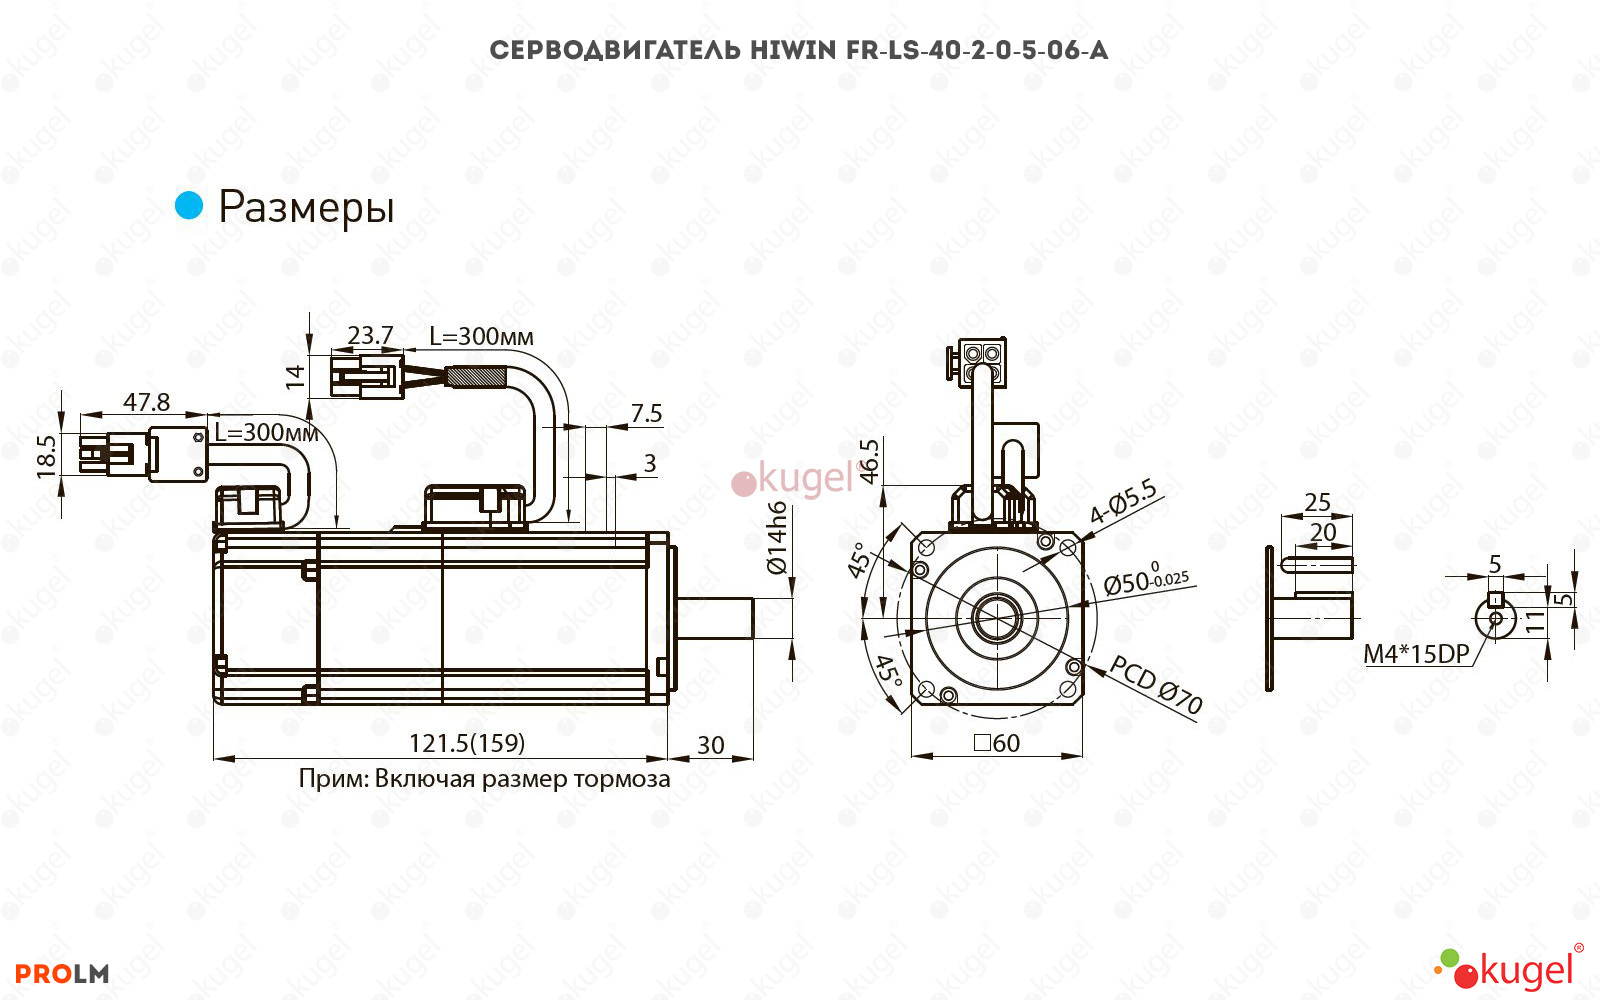 СЕРВОДВИГАТЕЛЬ HIWIN FR-LS-40-2-0-5-06-A
Размеры
23.7
L=300мм
14
47.8
L=300мм
18.5
7.5
3
Ø14h6
121.5(159)
30
Прим: Включая размер тормоза
kugel®
46.5
45°
45°
4-Ø5.5
Ø50 0 -0.025
PCD Ø70
□60
25
20
5
5
11
M4*15DP
PROLM
kugel®